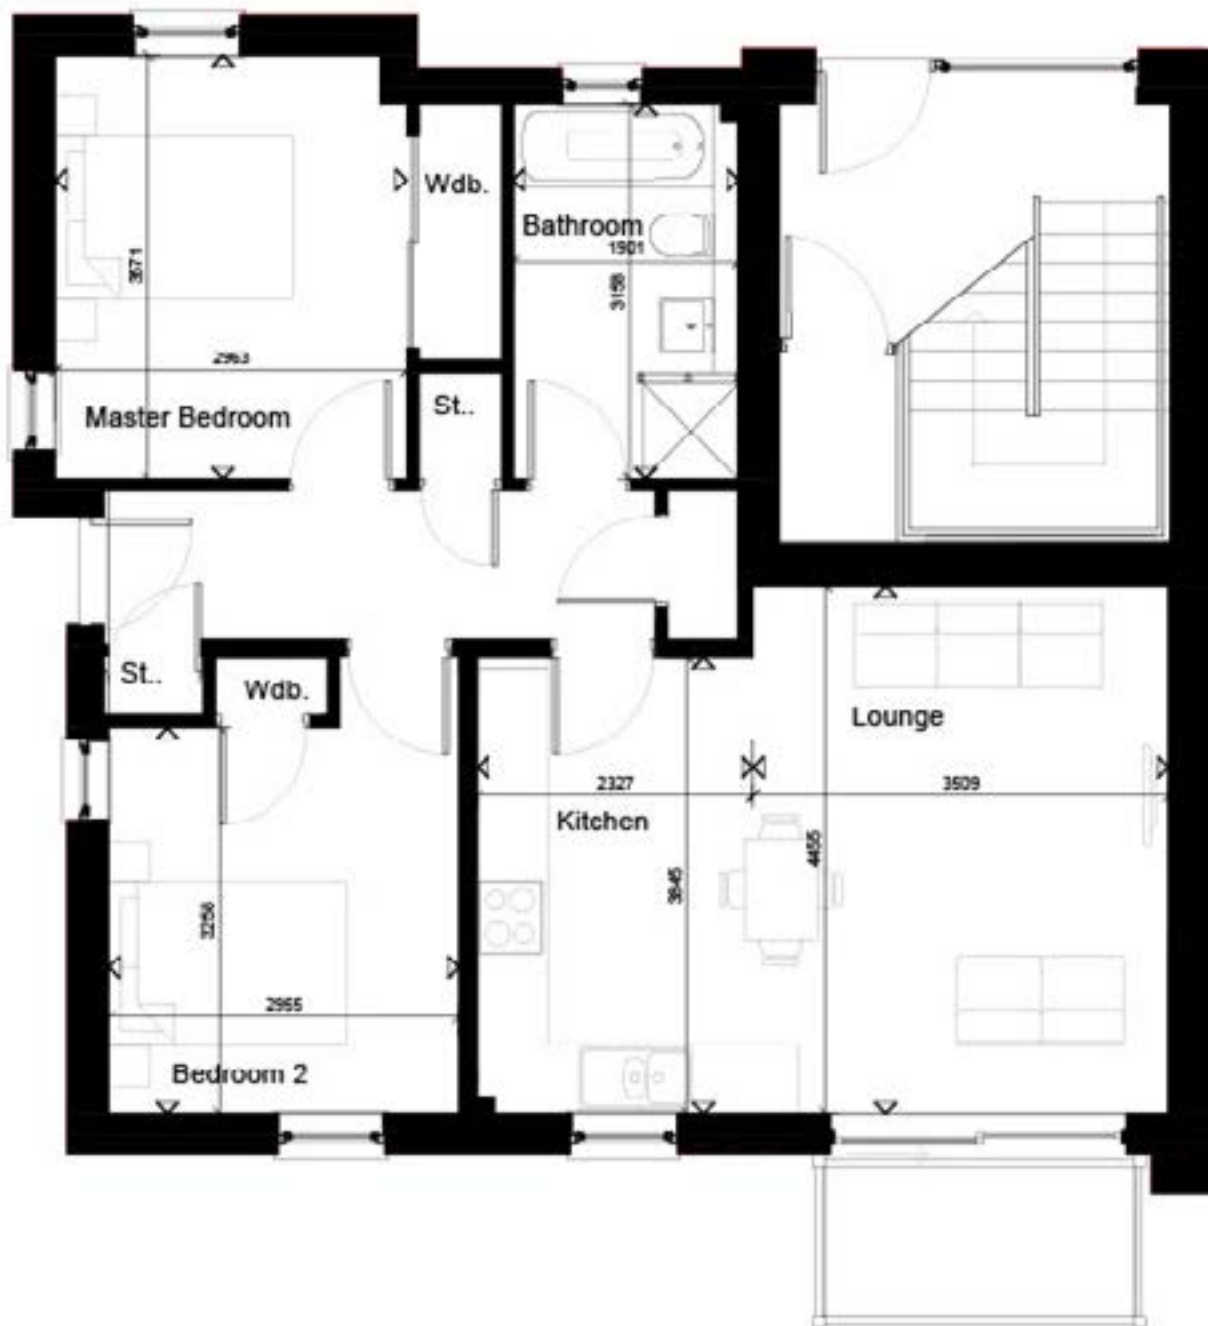 Wdb.
Bathroom
1901
3671
3158
2963
St..
Master Bedroom
St..
Wdb.
Lounge
2327
3509
Kitchen
4455
3845
3256
2955
Bedroom 2